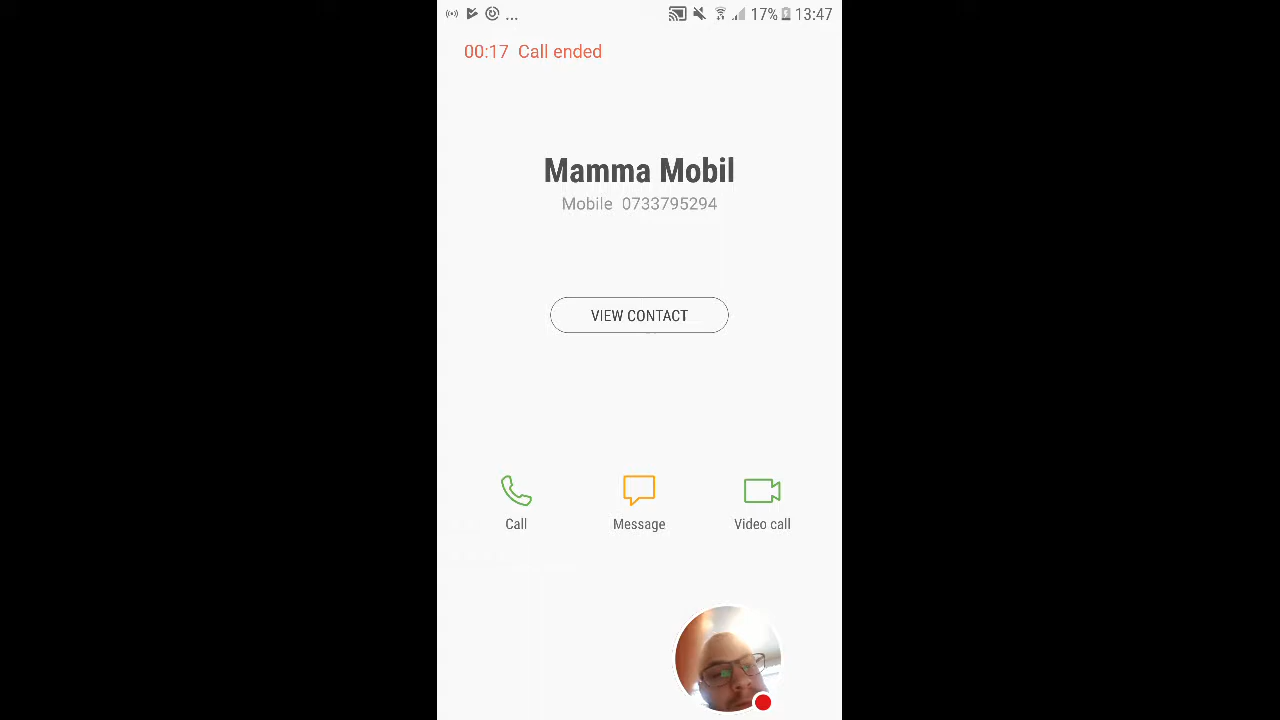 ... 17% 13:47
00:17 Call ended
Mamma Mobil
Mobile 0733795294
VIEW CONTACT
Call Message Video call